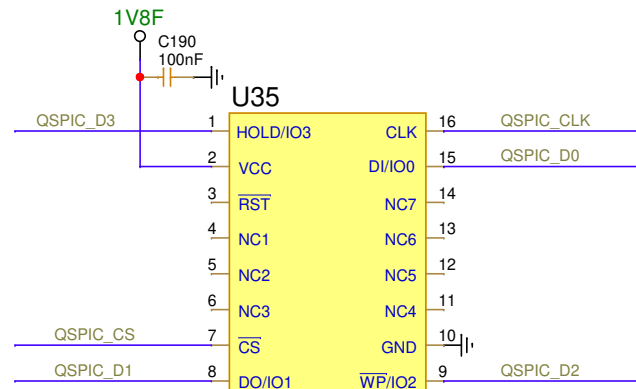 1V8F
C190
100nF
U35
QSPIC_D3 1 HOLD/IO3 CLK 16 QSPIC_CLK
2 VCC DI/IO0 15 QSPIC_D0
3 RST NC7 14
4 NC1 NC6 13
5 NC2 NC5 12
6 NC3 NC4 11
QSPIC_CS 7 CS GND 10
QSPIC_D1 8 DO/IO1 WP/IO2 9 QSPIC_D2